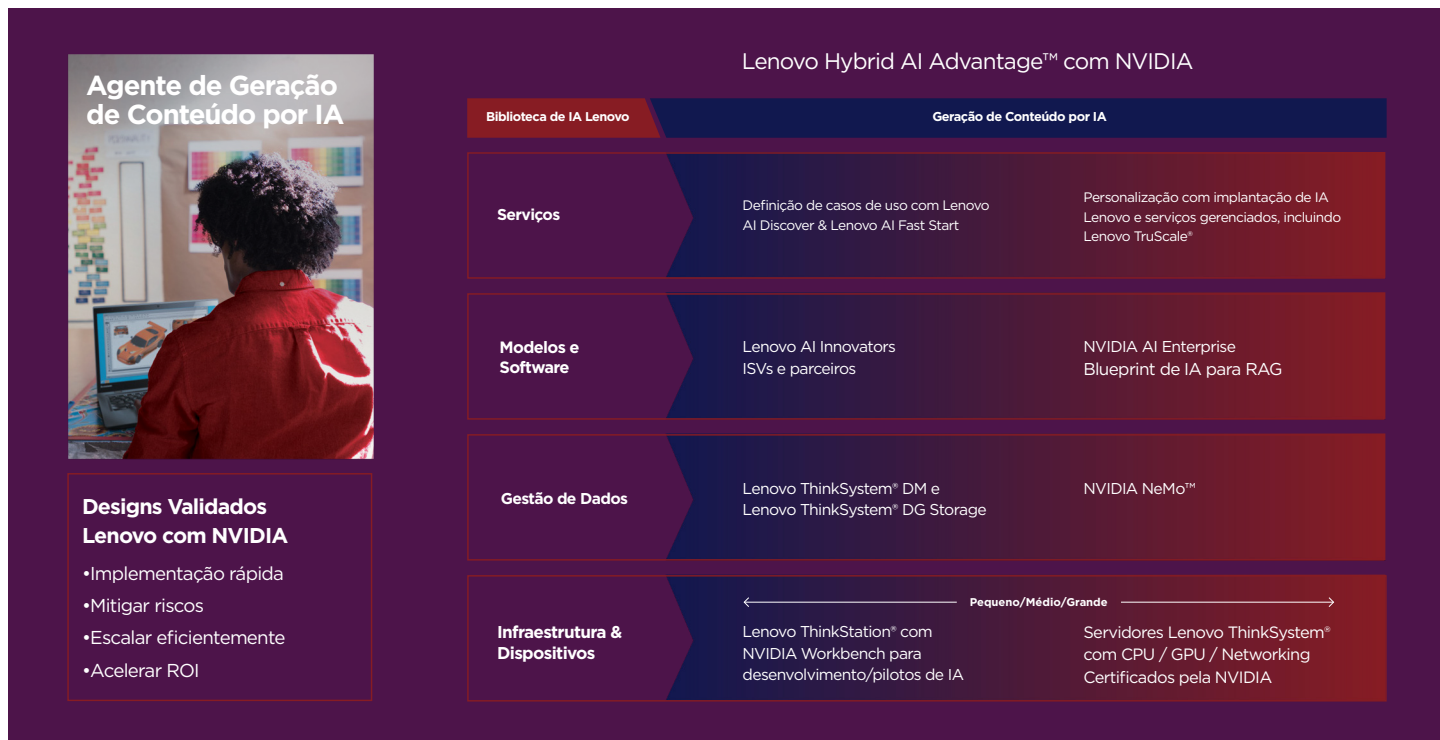 Agente de Geração
de Conteúdo por IA
Designs Validados
Lenovo com NVIDIA
•Implementação rápida
•Mitigar riscos
•Escalar eficientemente
•Acelerar ROI
Lenovo Hybrid AI Advantage™ com NVIDIA
Biblioteca de IA Lenovo
Geração de Conteúdo por IA
Serviços
Definição de casos de uso com Lenovo
AI Discover & Lenovo AI Fast Start
Personalização com implantação de IA
Lenovo e serviços gerenciados, incluindo
Lenovo TruScale®
Modelos e
Software
Lenovo AI Innovators
ISVs e parceiros
NVIDIA AI Enterprise
Blueprint de IA para RAG
Gestão de Dados
Lenovo ThinkSystem® DM e
Lenovo ThinkSystem® DG Storage
NVIDIA NeMo™
Infraestrutura &
Dispositivos
Pequeno/Médio/Grande
Lenovo ThinkStation® com
NVIDIA Workbench para
desenvolvimento/pilotos de IA
Servidores Lenovo ThinkSystem®
com CPU / GPU / Networking
Certificados pela NVIDIA